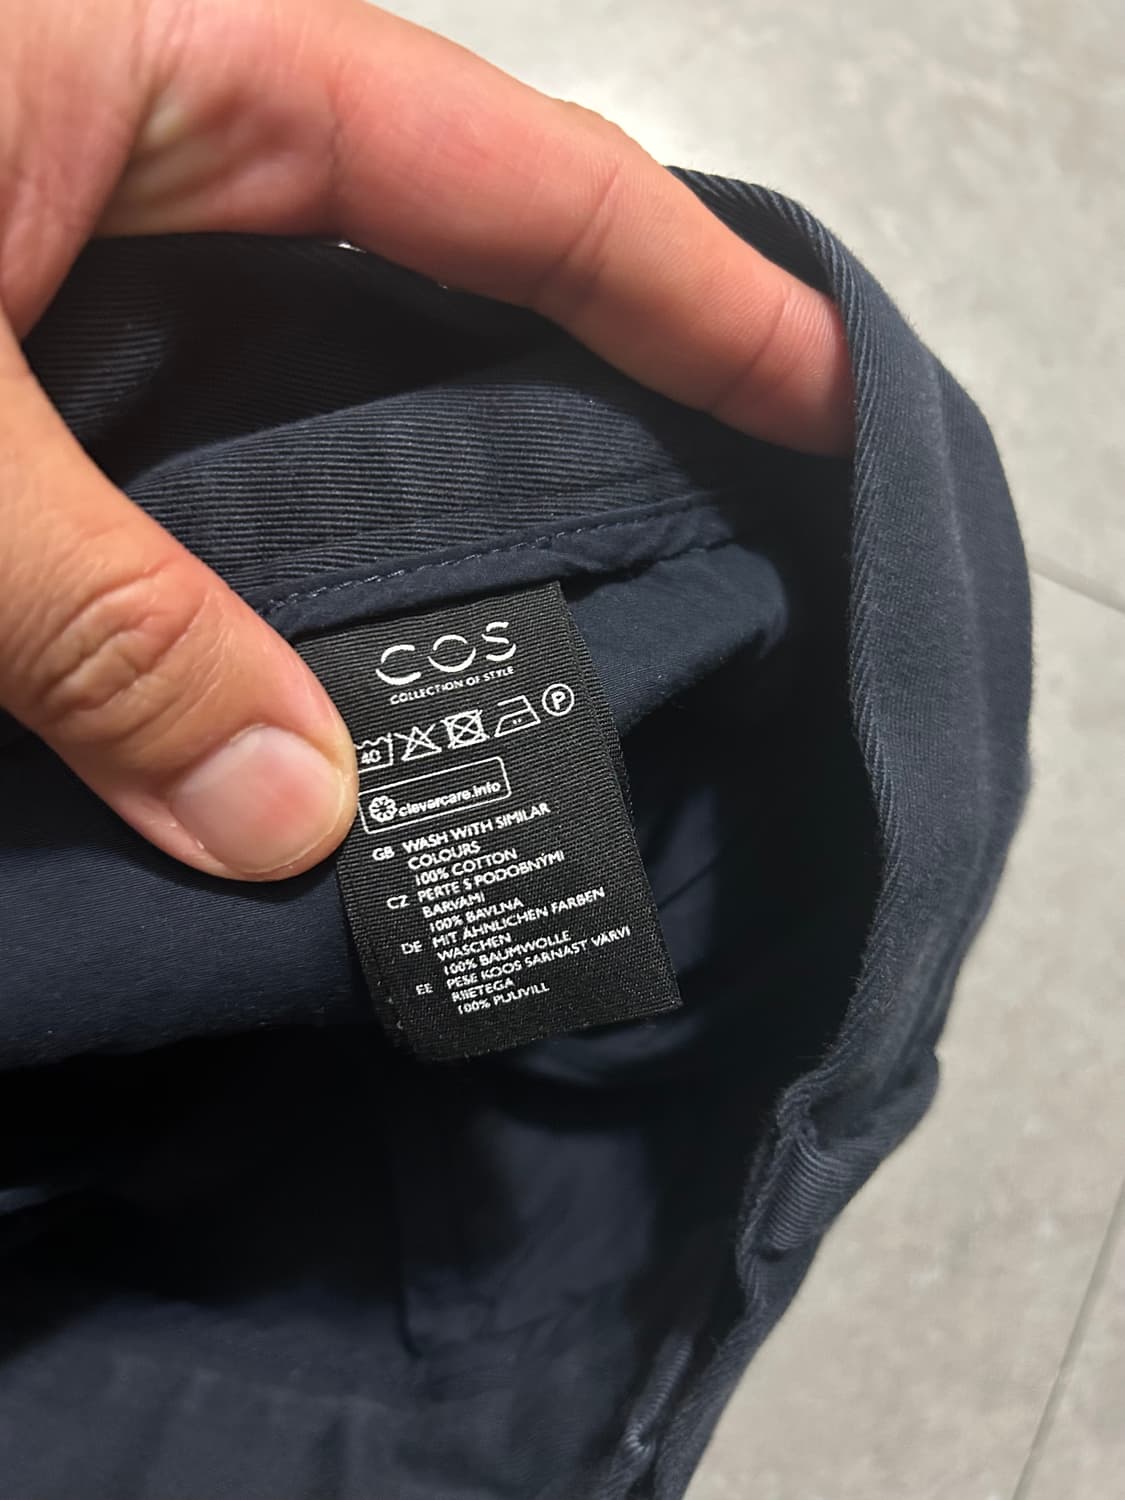 COS
COLLECTION OF STYLE
40
P
clevercare.info
GB WASH WITH SIMILAR
COLOURS
100% COTTON
CZ PERTE S PODOBNÝMI
BARVAMI
100% BAVLNA
DE MIT ÄHNLICHEN FARBEN
WASCHEN
100% BAUMWOLLE
EE PESE KOOS SARNAST VÄRVI
RIIETEGA
100% PUUVILL